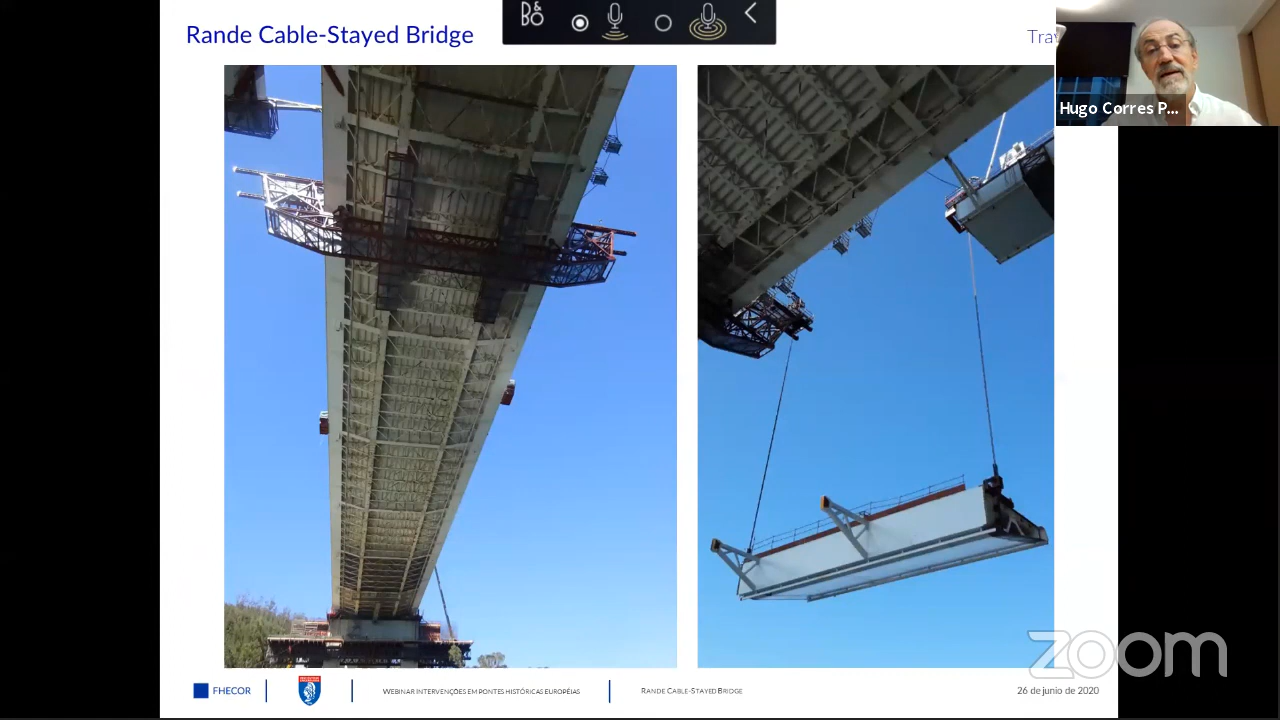 Rande Cable-Stayed Bridge
B&O
Trav
Hugo Corres P...
zoom
FHECOR
WEBINAR INTERVENÇÕES EM PONTES HISTÓRICAS EUROPÉIAS
RANDE CABLE-STAYED BRIDGE
26 de junio de 2020